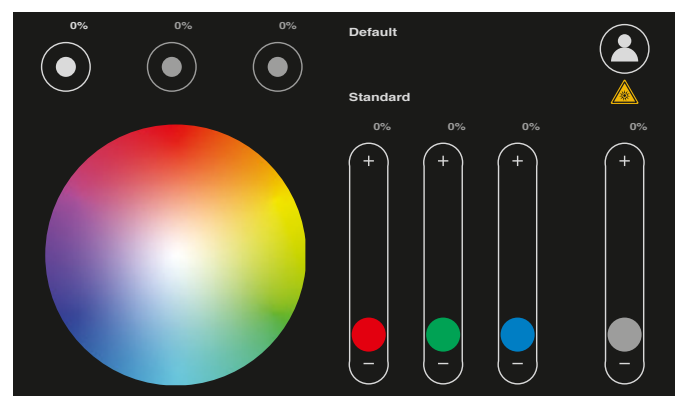 0% 0% 0%
Default
Standard
0% 0% 0% 0%
+ + + +
− − − −